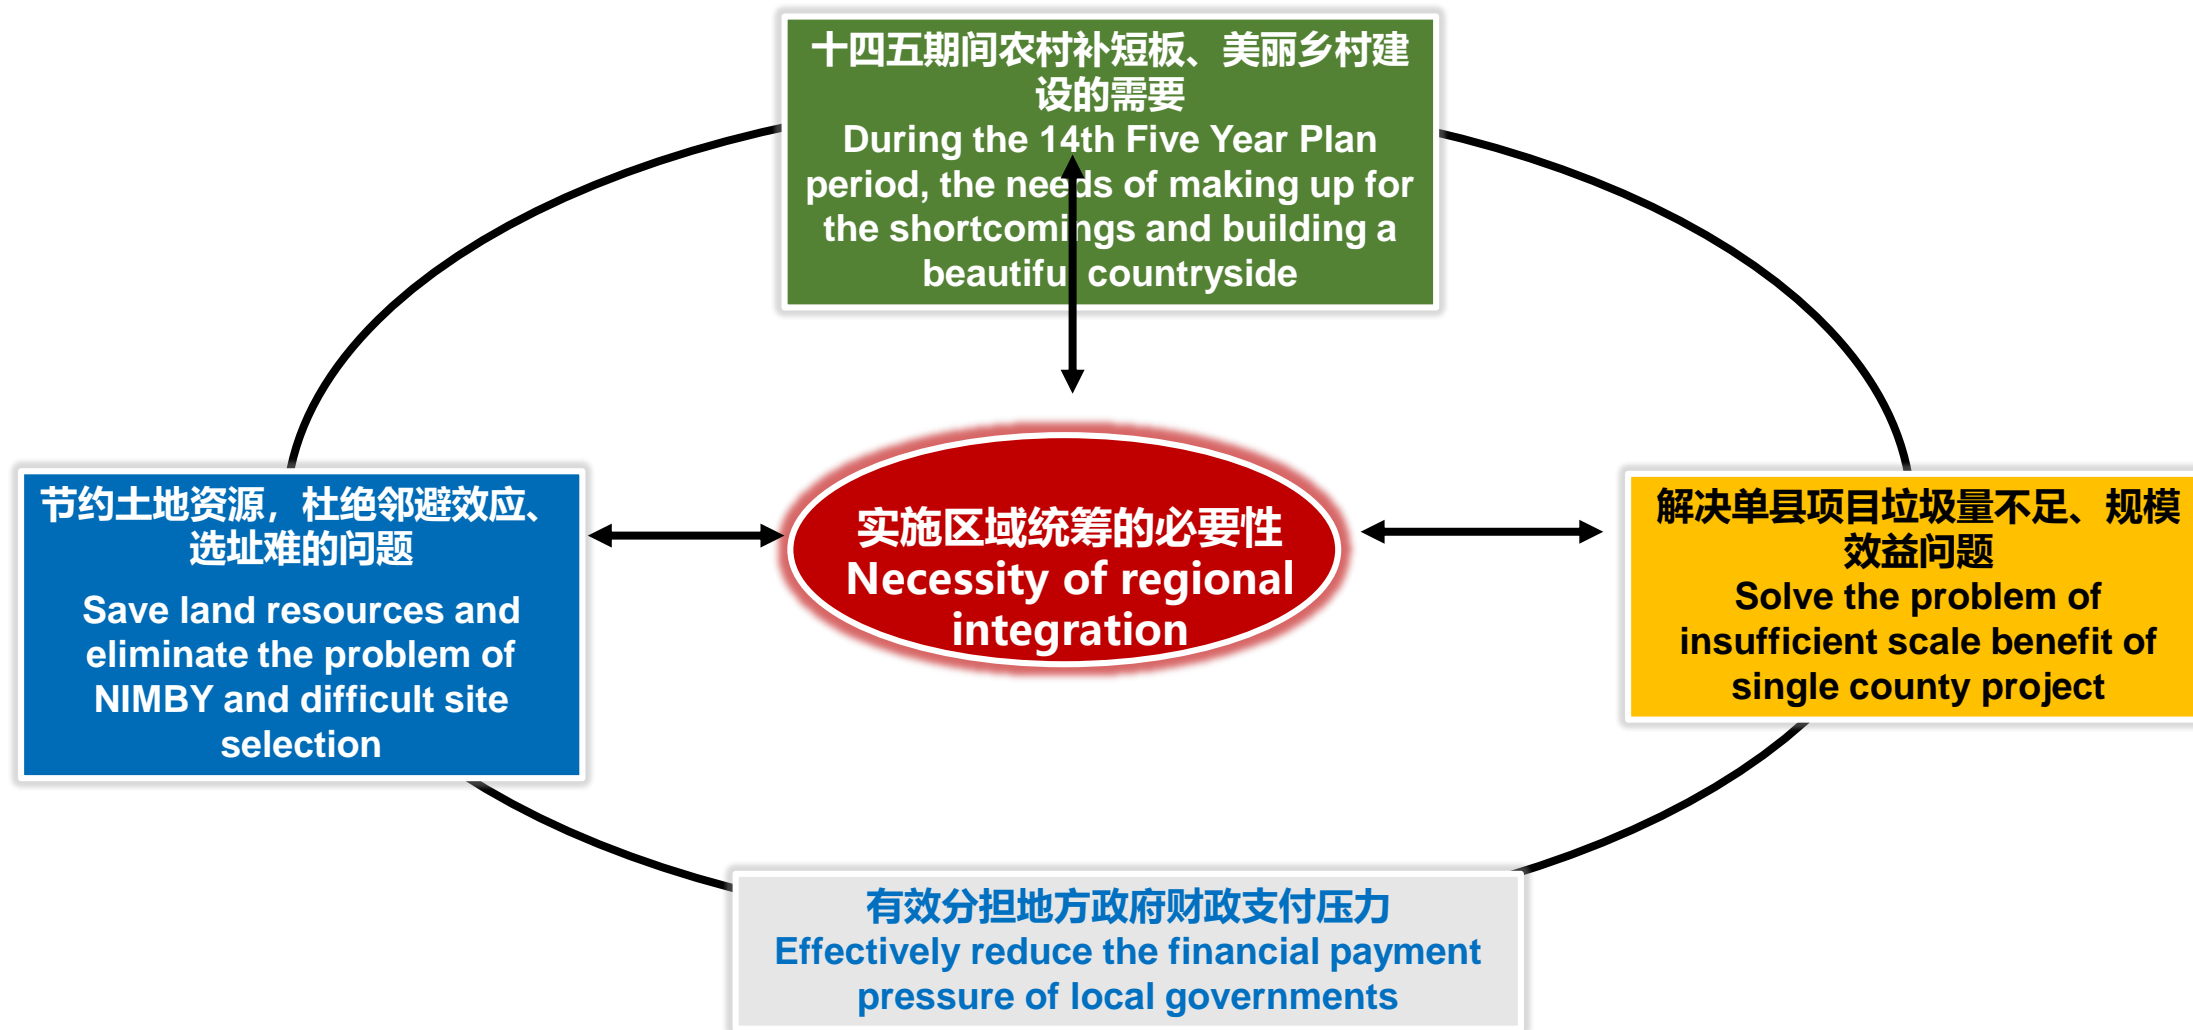 十四五期间农村补短板、美丽乡村建
设的需要
During the 14th Five Year Plan
period, the needs of making up for
the shortcomings and building a
beautiful countryside
节约土地资源，杜绝邻避效应、
选址难的问题
Save land resources and
eliminate the problem of
NIMBY and difficult site
selection
实施区域统筹的必要性
Necessity of regional
integration
解决单县项目垃圾量不足、规模
效益问题
Solve the problem of
insufficient scale benefit of
single county project
有效分担地方政府财政支付压力
Effectively reduce the financial payment
pressure of local governments